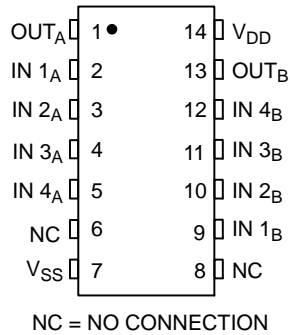 OUTA 1 14 VDD
IN 1A 2 13 OUTB
IN 2A 3 12 IN 4B
IN 3A 4 11 IN 3B
IN 4A 5 10 IN 2B
NC 6 9 IN 1B
VSS 7 8 NC
NC = NO CONNECTION